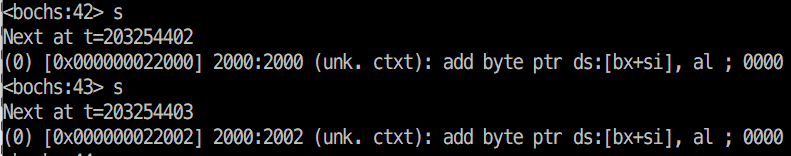 <bochs:42> s
Next at t=203254402
(0) [0x000000022000] 2000:2000 (unk. ctxt): add byte ptr ds:[bx+si], al ; 0000
<bochs:43> s
Next at t=203254403
(0) [0x000000022002] 2000:2002 (unk. ctxt): add byte ptr ds:[bx+si], al ; 0000